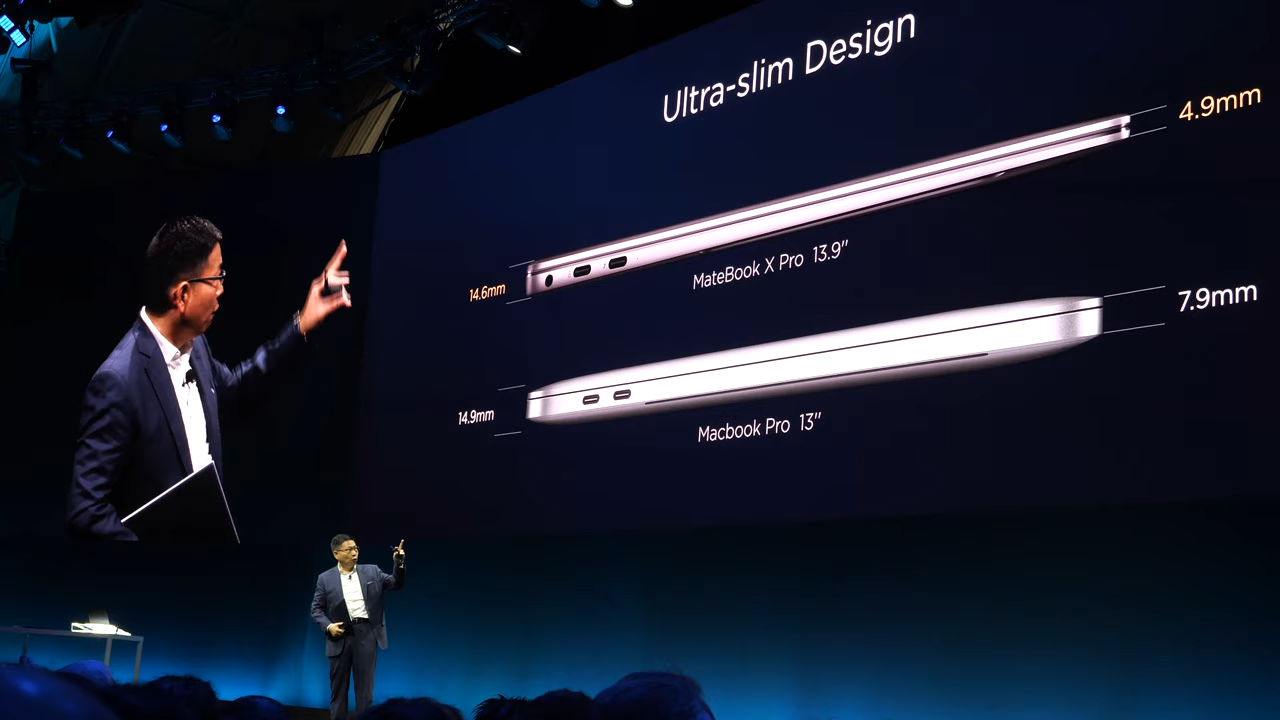 Ultra-slim Design
4.9mm
14.6mm
MateBook X Pro 13.9"
7.9mm
14.9mm
Macbook Pro 13"